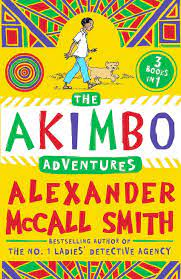 3
BOOKS
IN 1
THE
AKIMBO
ADVENTURES
ALEXANDER
McCALL SMITH
BESTSELLING AUTHOR OF
THE NO. 1 LADIES' DETECTIVE AGENCY